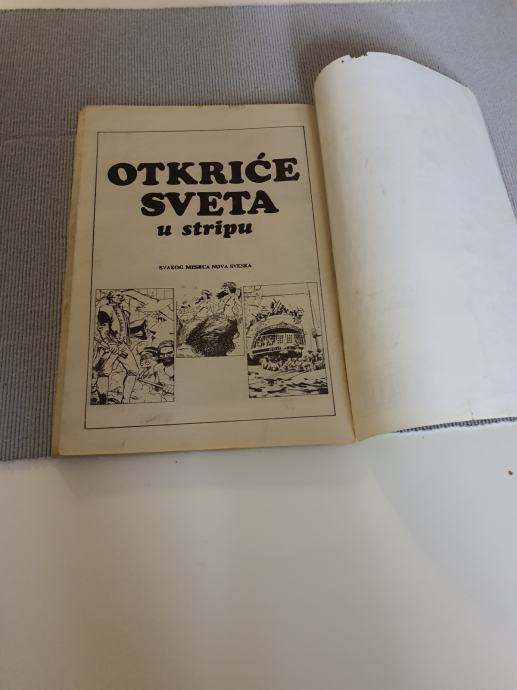 OTKRIĆE
SVETA
u stripu
SVAKOG MESECA NOVA SVESKA